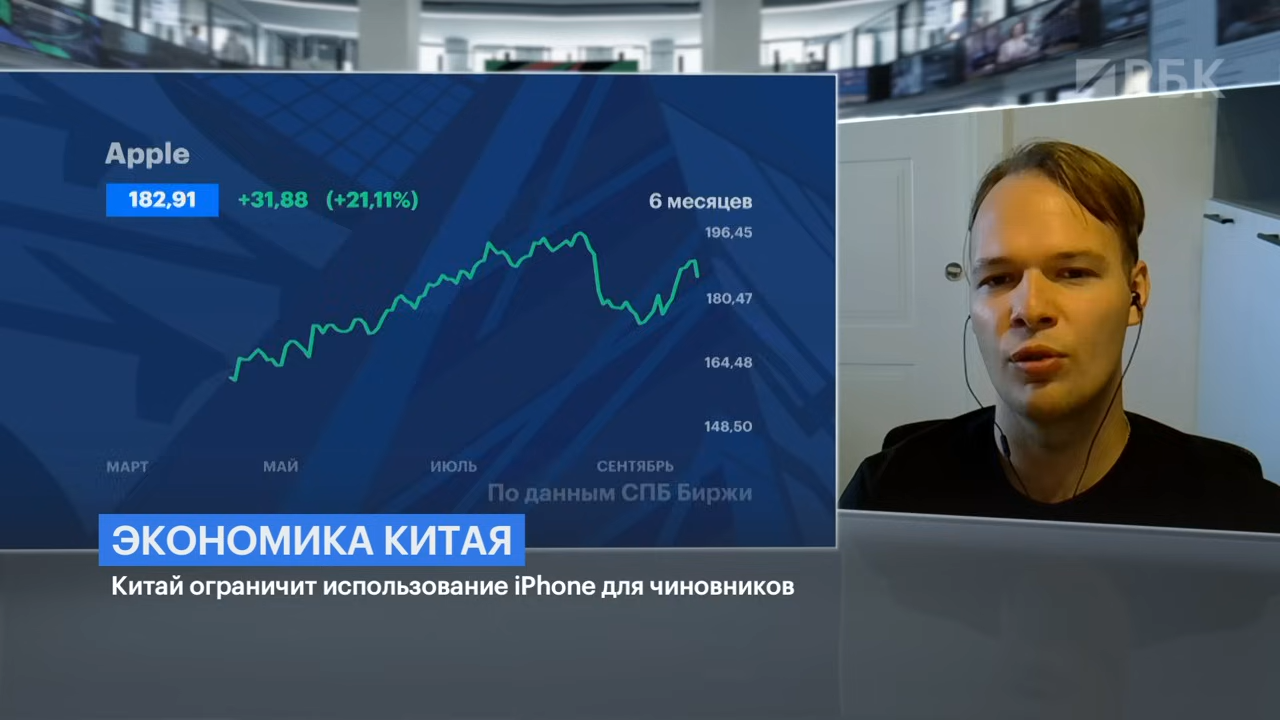 РБК
Apple
182,91 +31,88 (+21,11%)
6 месяцев
196,45
180,47
164,48
148,50
МАРТ МАЙ ИЮЛЬ СЕНТЯБРЬ
По данным СПБ Биржи
ЭКОНОМИКА КИТАЯ
Китай ограничит использование iPhone для чиновников